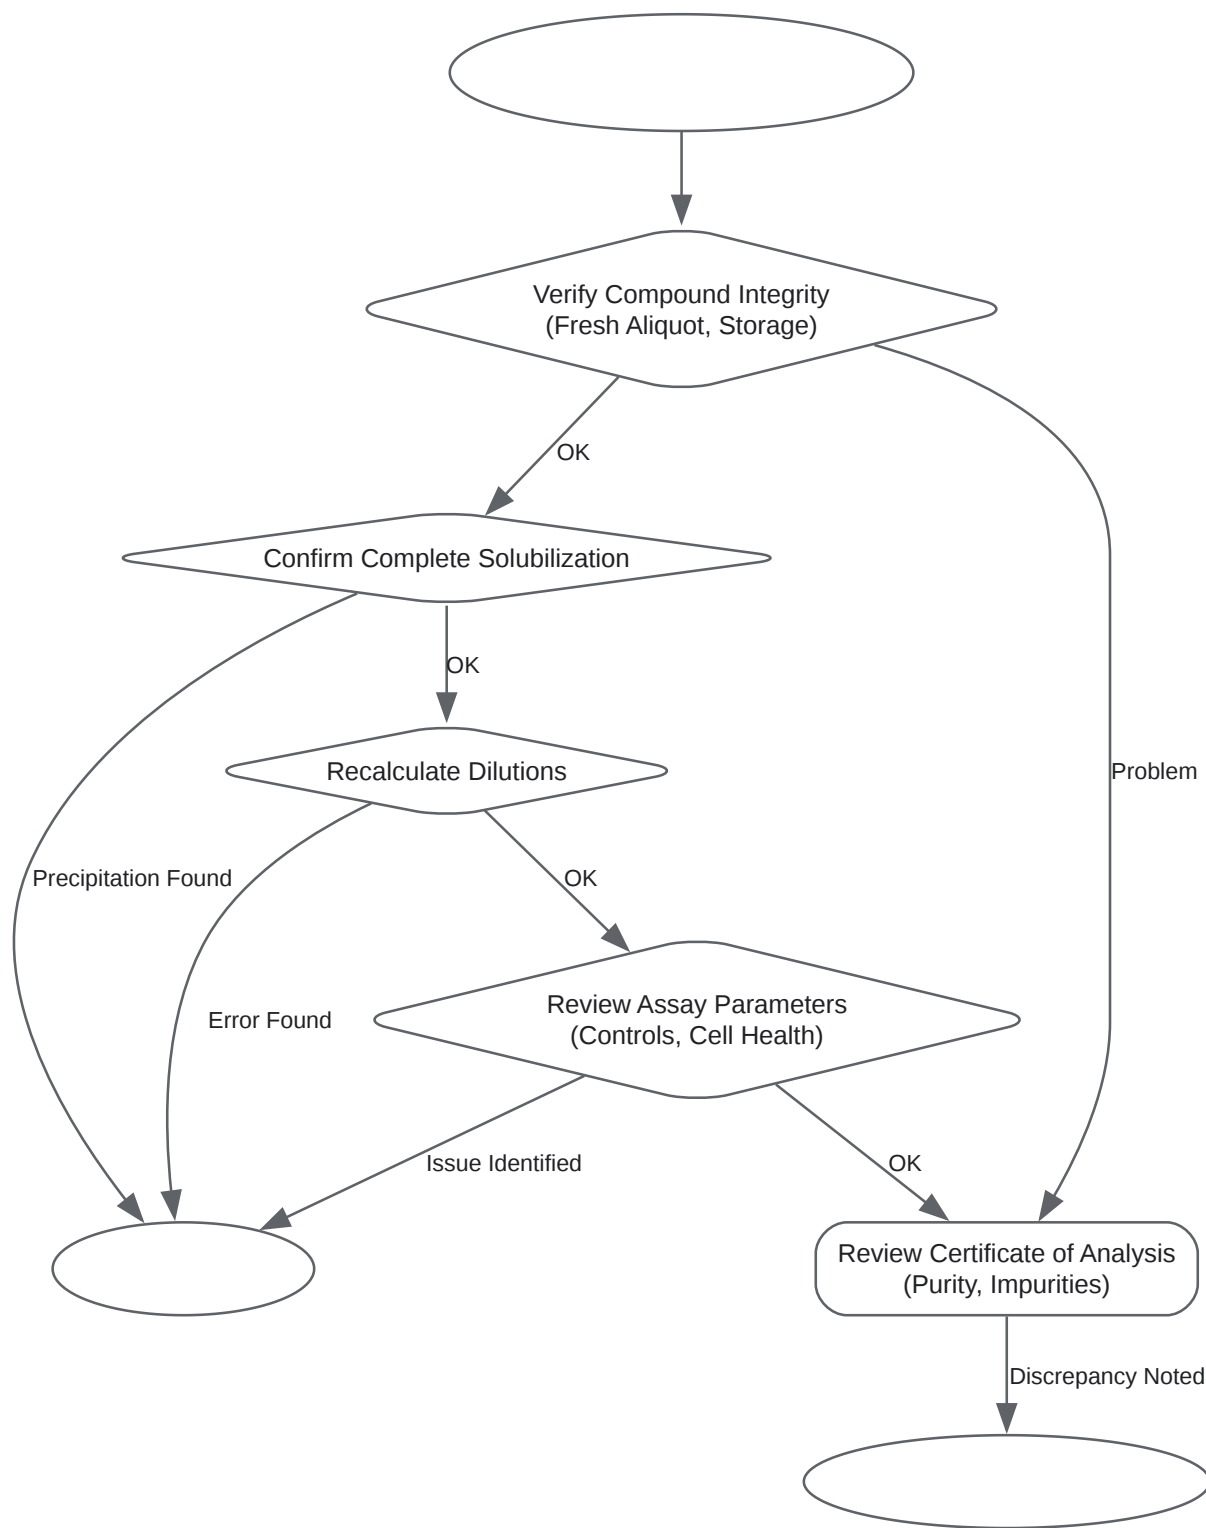 Verify Compound Integrity
(Fresh Aliquot, Storage)
OK
Confirm Complete Solubilization
OK
Recalculate Dilutions
Problem
Precipitation Found
OK
Error Found
Review Assay Parameters
(Controls, Cell Health)
Issue Identified
OK
Review Certificate of Analysis
(Purity, Impurities)
Discrepancy Noted